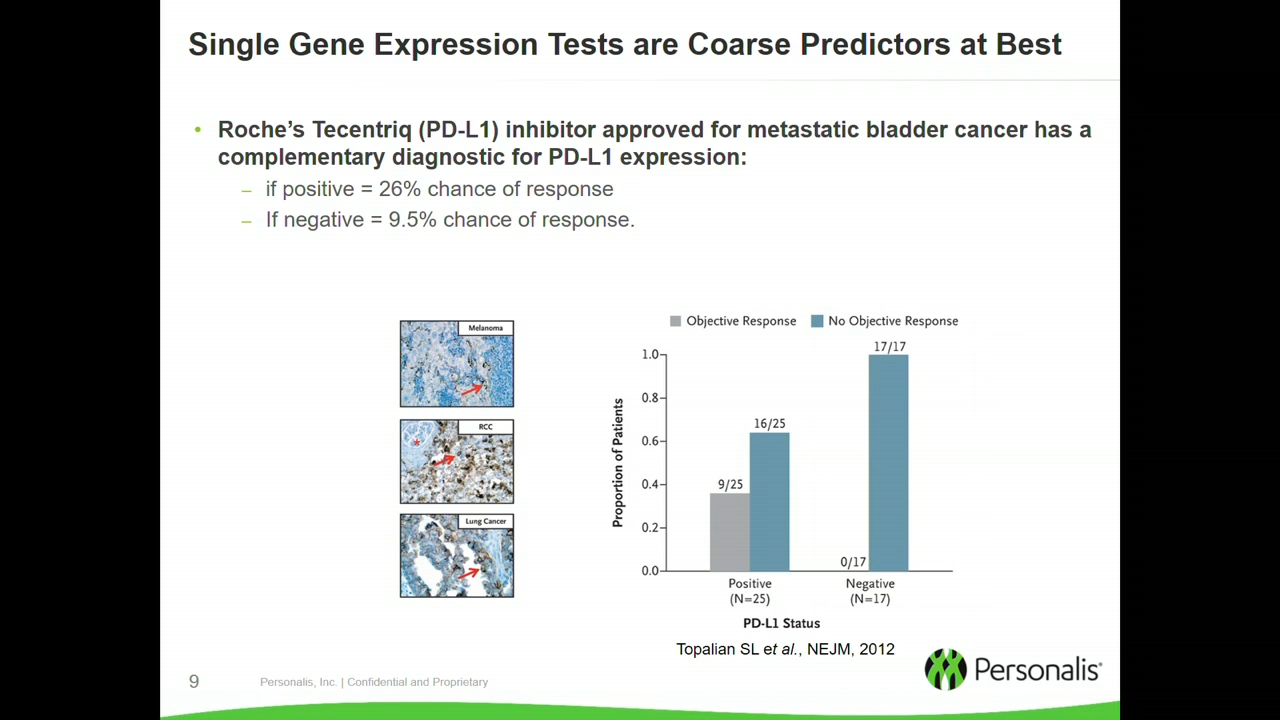 Single Gene Expression Tests are Coarse Predictors at Best
• Roche's Tecentriq (PD-L1) inhibitor approved for metastatic bladder cancer has a
complementary diagnostic for PD-L1 expression:
– if positive = 26% chance of response
– If negative = 9.5% chance of response.
Melanoma
RCC
*
Lung Cancer
Objective Response No Objective Response
Proportion of Patients
1.0
0.8
0.6
0.4
0.2
0.0
9/25
16/25
0/17
17/17
Positive
(N=25)
Negative
(N=17)
PD-L1 Status
Topalian SL et al., NEJM, 2012
9
Personalis, Inc. | Confidential and Proprietary
Personalis®